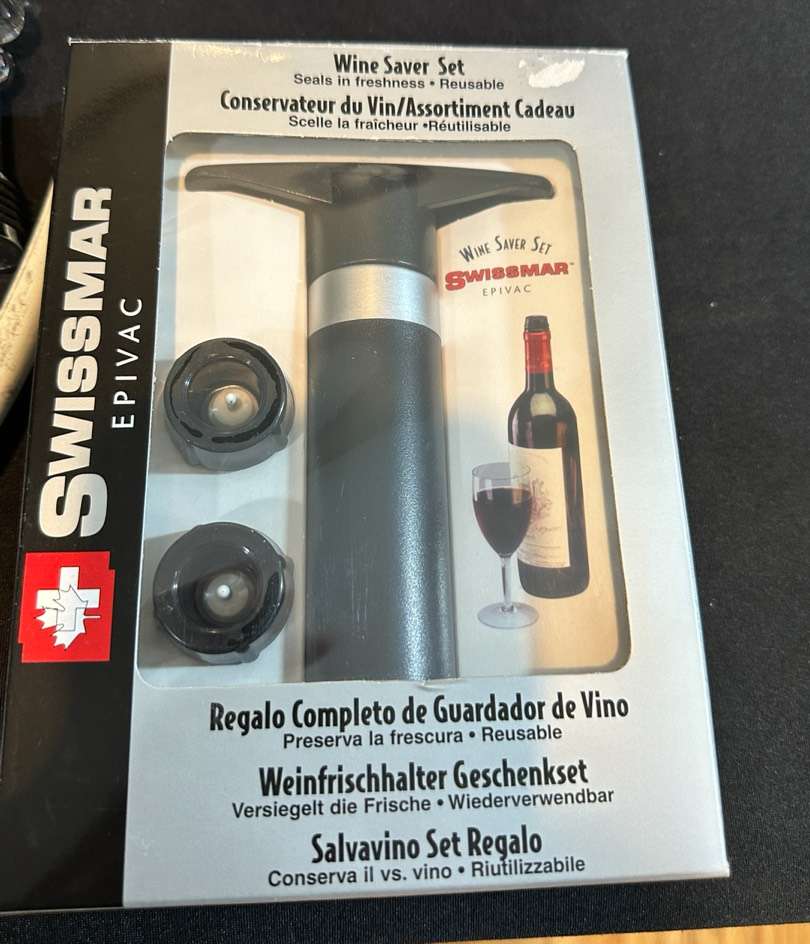 Wine Saver Set
Seals in freshness • Reusable
Conservateur du Vin/Assortiment Cadeau
Scelle la fraîcheur •Réutilisable
SWISSMAR
EPIVAC
WINE SAVER SET
SWISSMAR™
EPIVAC
Regalo Completo de Guardador de Vino
Preserva la frescura • Reusable
Weinfrischhalter Geschenkset
Versiegelt die Frische • Wiederverwendbar
Salvavino Set Regalo
Conserva il vs. vino • Riutilizzabile